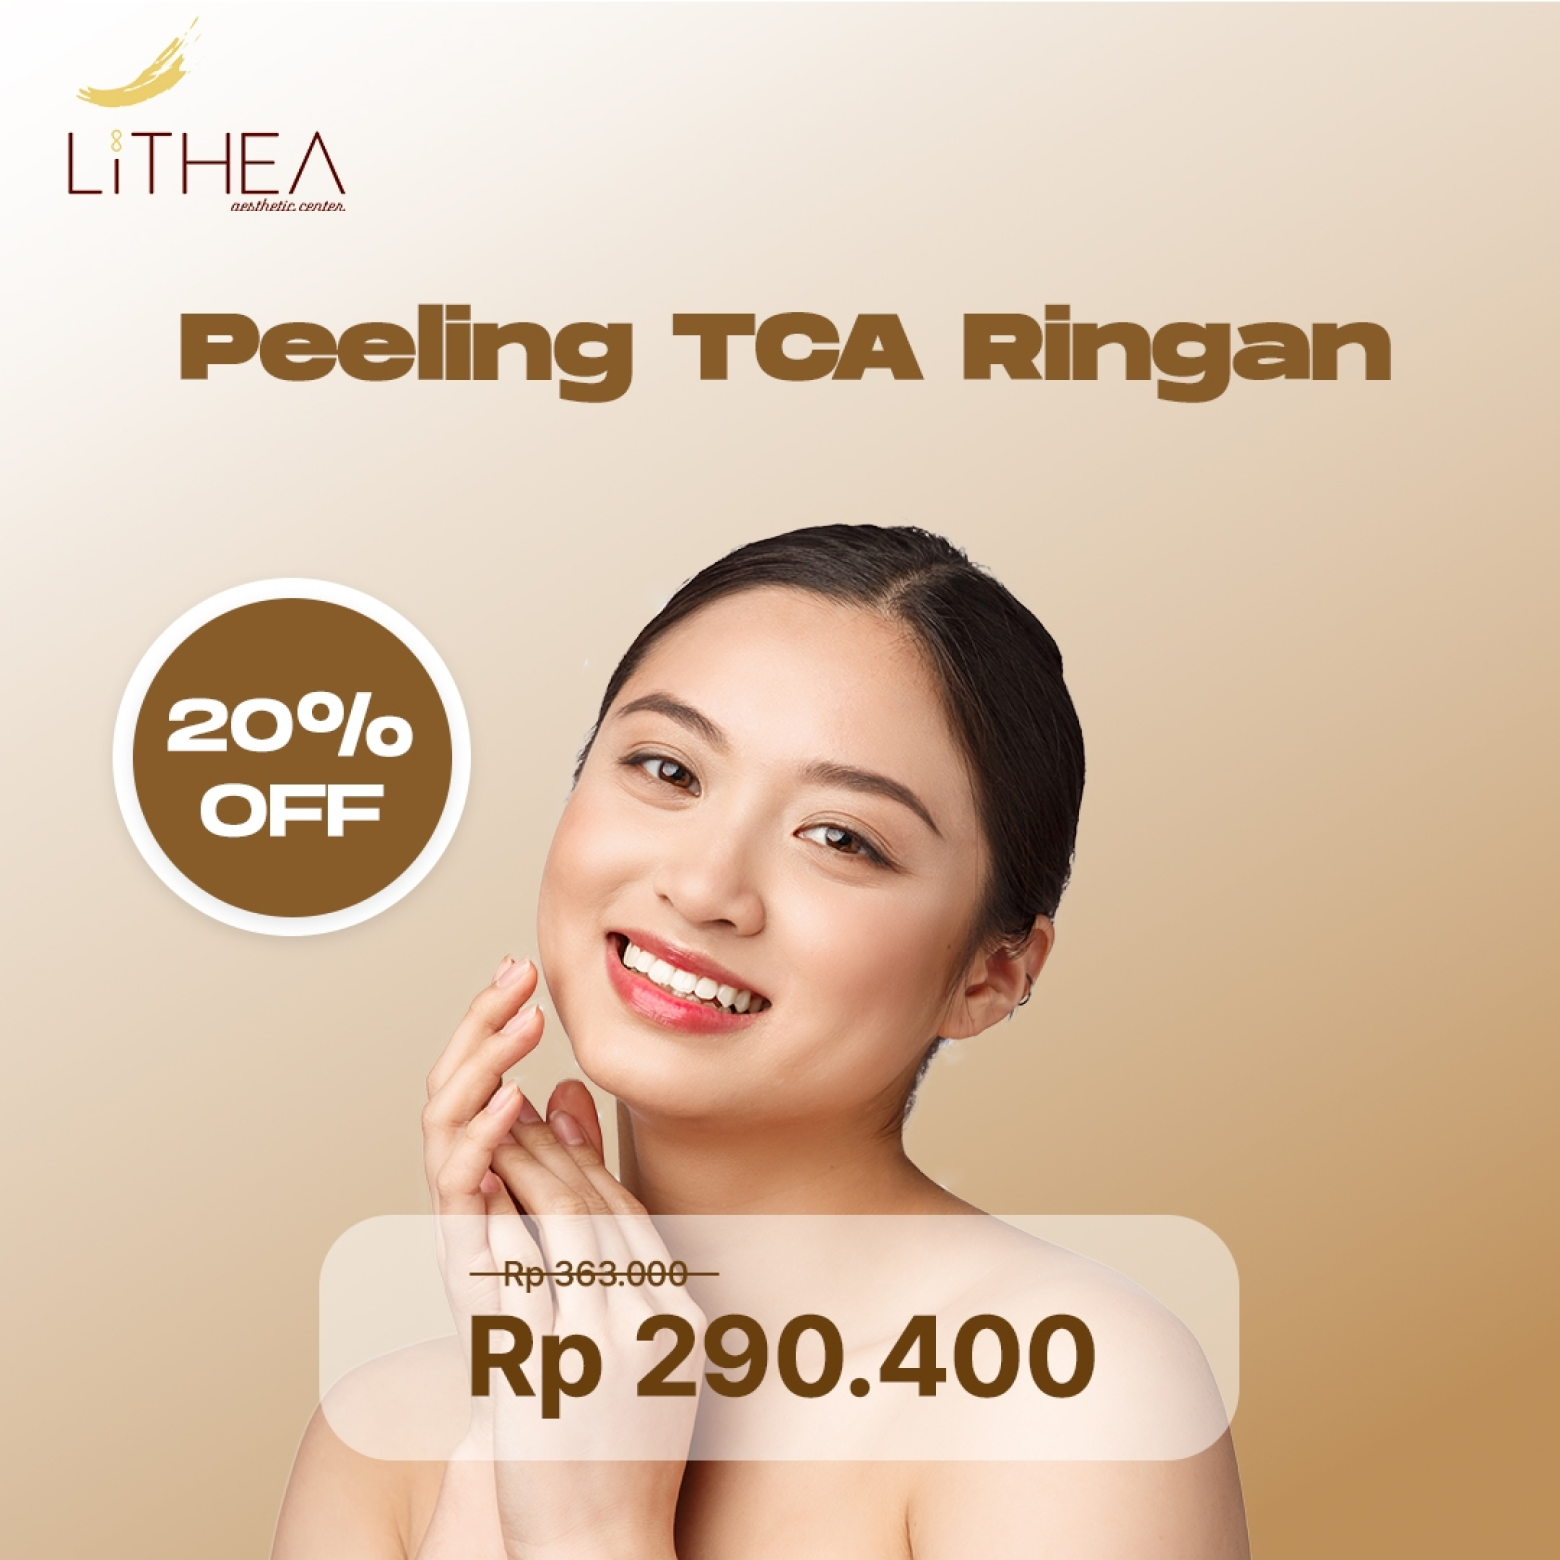 LiTHEA
aesthetic center.
Peeling TCA Ringan
20%
OFF
Rp 363.000
Rp 290.400